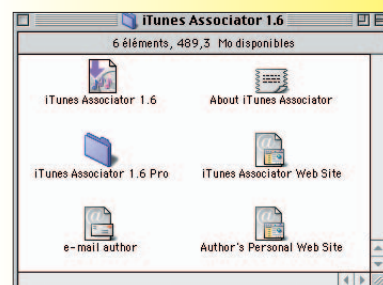 iTunes Associator 1.6
6 éléments, 489,3 Mo disponibles
iTunes Associator 1.6
About iTunes Associator
iTunes Associator 1.6 Pro
iTunes Associator Web Site
e-mail author
Author's Personal Web Site